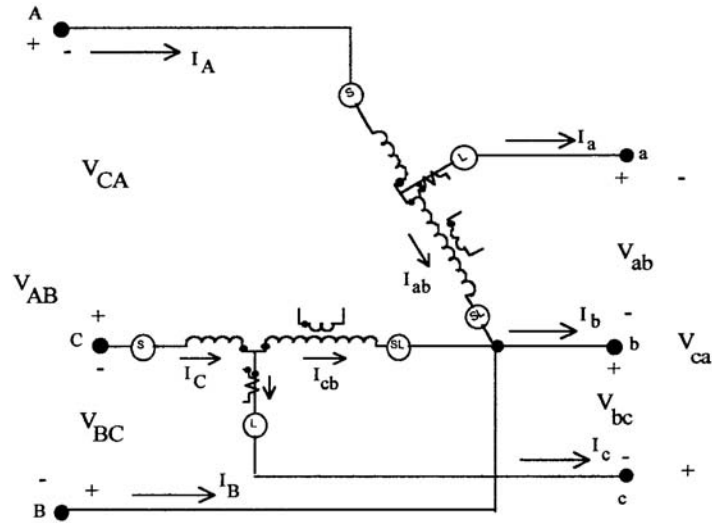 A
+ -
I_A
S
L
I_a
a
+ -
V_CA
V_ab
I_ab
V_AB
SL
-
I_b
C
+
S
SL
b
-
I_C
I_cb
+
V_ca
V_BC
L
V_bc
I_c
-
+
-
+
I_B
B
c